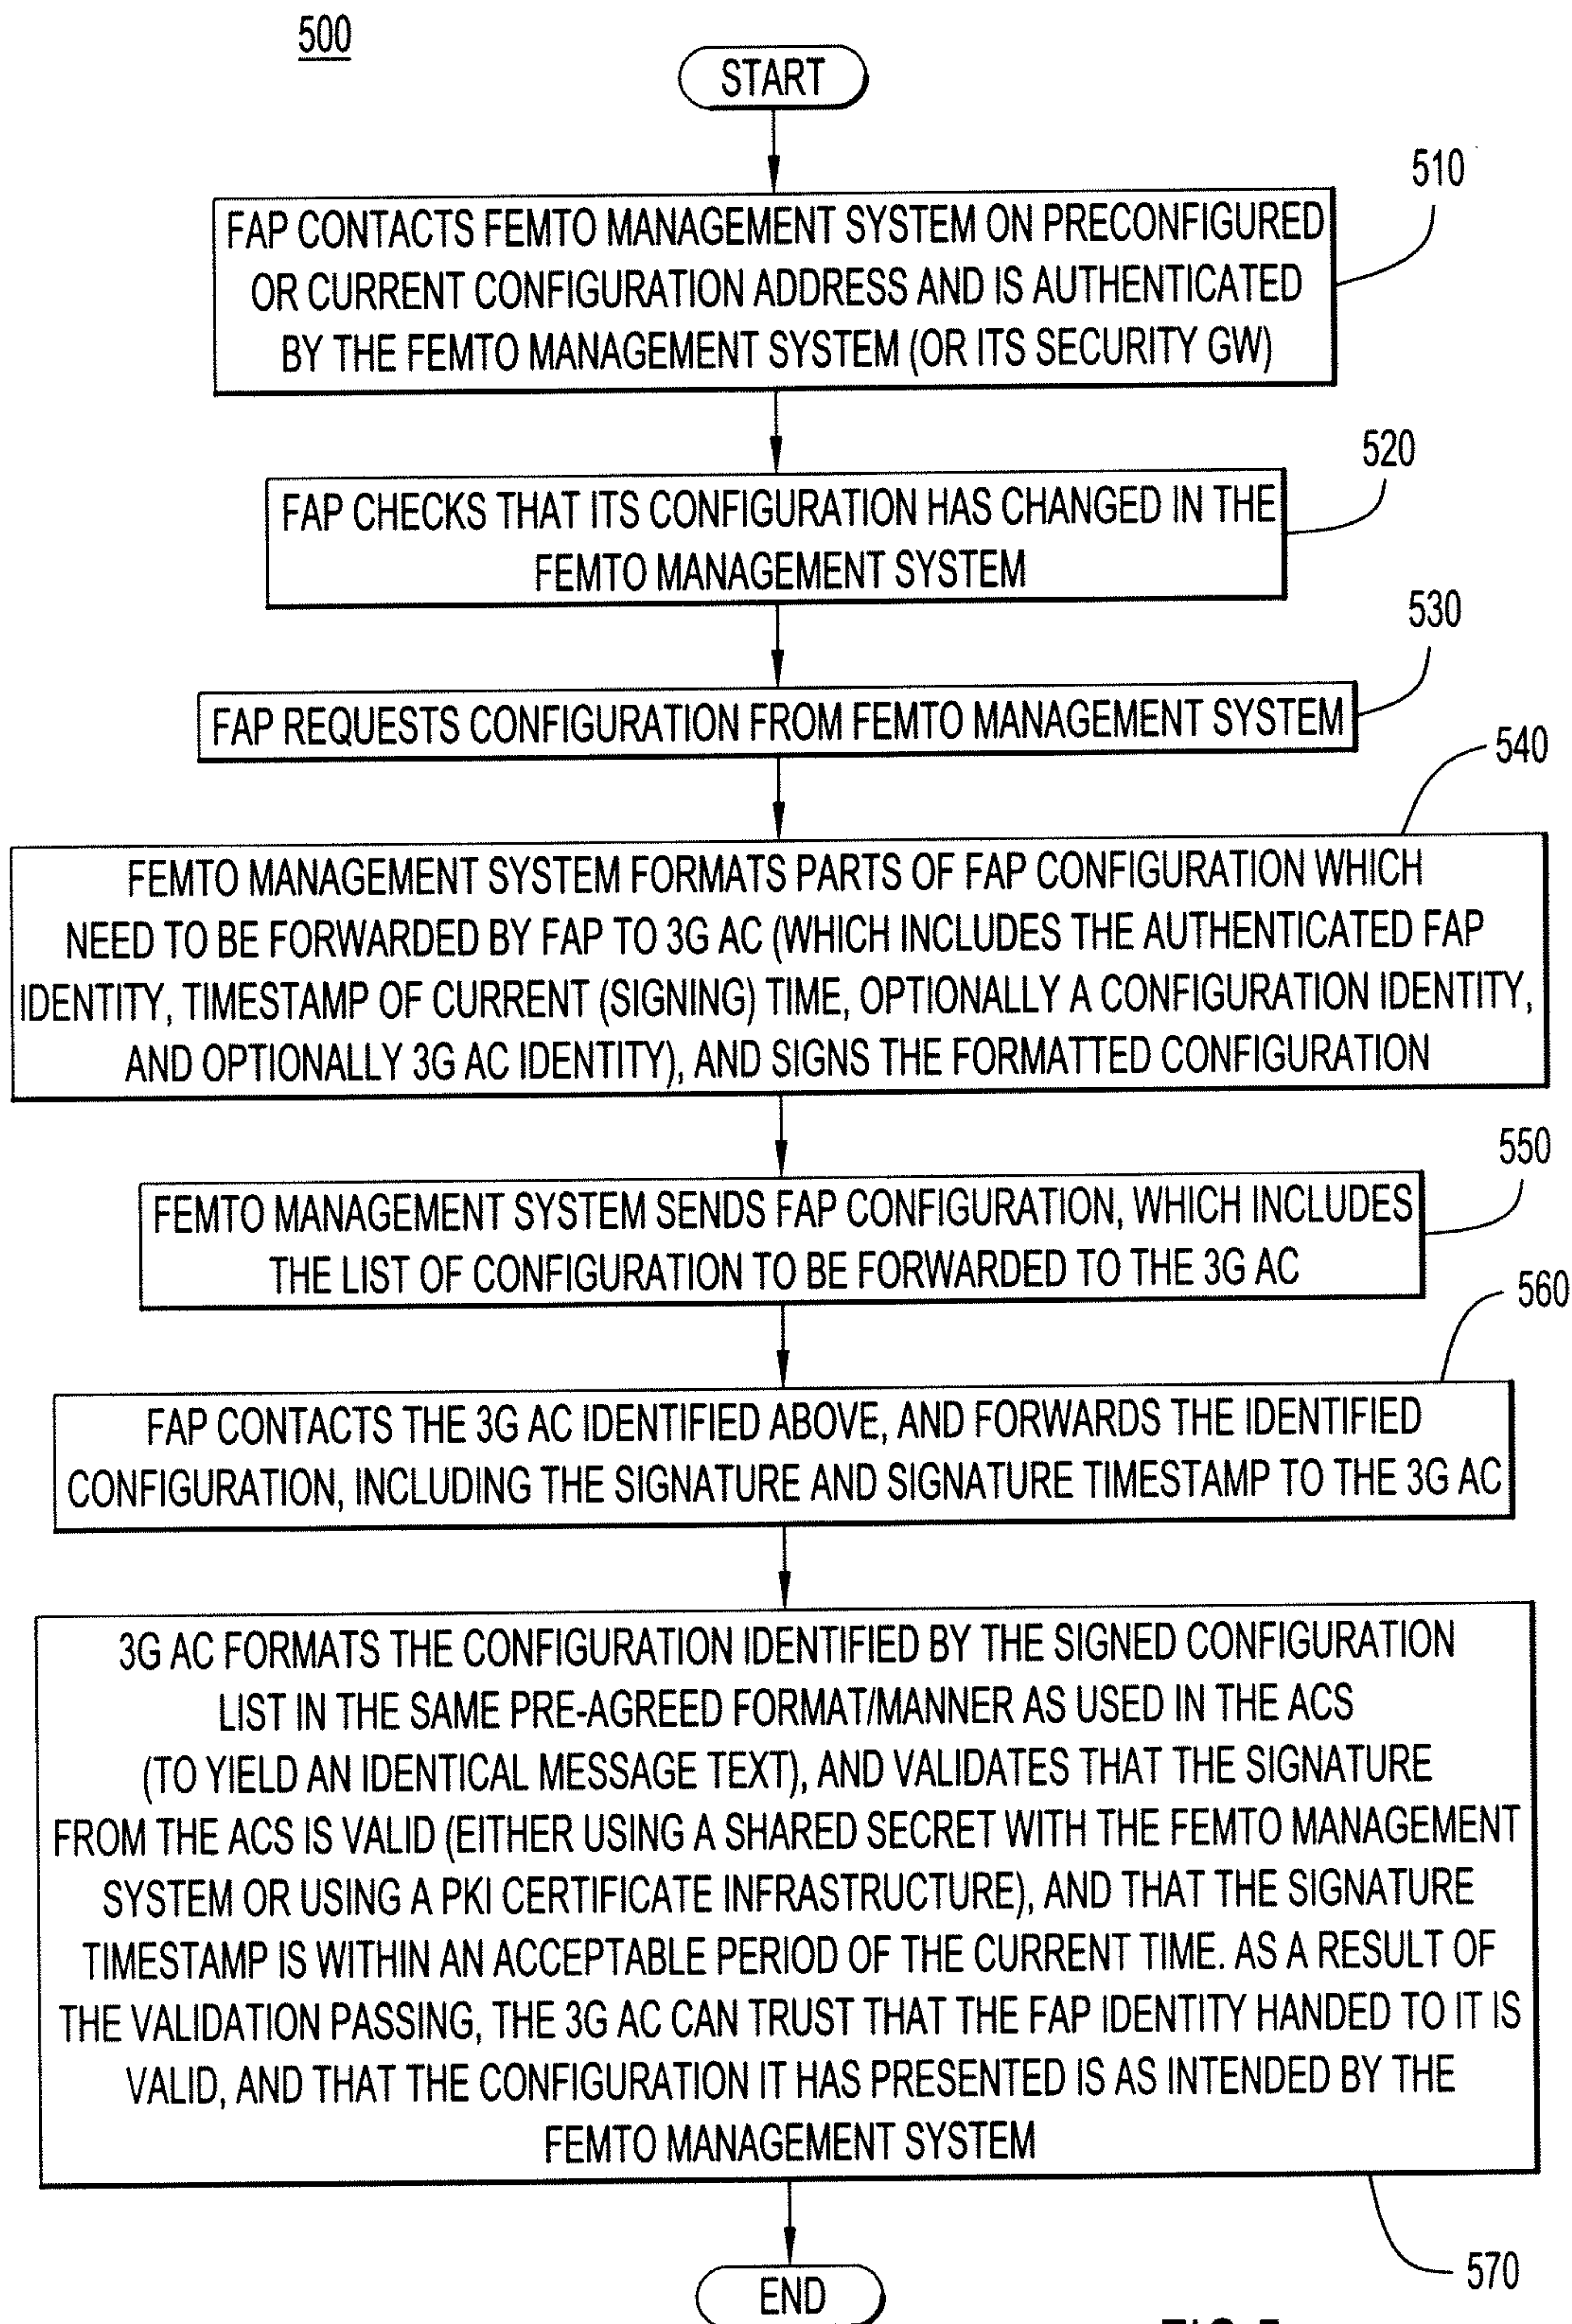 500
START
510
FAP CONTACTS FEMTO MANAGEMENT SYSTEM ON PRECONFIGURED
OR CURRENT CONFIGURATION ADDRESS AND IS AUTHENTICATED
BY THE FEMTO MANAGEMENT SYSTEM (OR ITS SECURITY GW)
520
FAP CHECKS THAT ITS CONFIGURATION HAS CHANGED IN THE
FEMTO MANAGEMENT SYSTEM
530
FAP REQUESTS CONFIGURATION FROM FEMTO MANAGEMENT SYSTEM
540
FEMTO MANAGEMENT SYSTEM FORMATS PARTS OF FAP CONFIGURATION WHICH
NEED TO BE FORWARDED BY FAP TO 3G AC (WHICH INCLUDES THE AUTHENTICATED FAP
IDENTITY, TIMESTAMP OF CURRENT (SIGNING) TIME, OPTIONALLY A CONFIGURATION IDENTITY,
AND OPTIONALLY 3G AC IDENTITY), AND SIGNS THE FORMATTED CONFIGURATION
550
FEMTO MANAGEMENT SYSTEM SENDS FAP CONFIGURATION, WHICH INCLUDES
THE LIST OF CONFIGURATION TO BE FORWARDED TO THE 3G AC
560
FAP CONTACTS THE 3G AC IDENTIFIED ABOVE, AND FORWARDS THE IDENTIFIED
CONFIGURATION, INCLUDING THE SIGNATURE AND SIGNATURE TIMESTAMP TO THE 3G AC
3G AC FORMATS THE CONFIGURATION IDENTIFIED BY THE SIGNED CONFIGURATION
LIST IN THE SAME PRE-AGREED FORMAT/MANNER AS USED IN THE ACS
(TO YIELD AN IDENTICAL MESSAGE TEXT), AND VALIDATES THAT THE SIGNATURE
FROM THE ACS IS VALID (EITHER USING A SHARED SECRET WITH THE FEMTO MANAGEMENT
SYSTEM OR USING A PKI CERTIFICATE INFRASTRUCTURE), AND THAT THE SIGNATURE
TIMESTAMP IS WITHIN AN ACCEPTABLE PERIOD OF THE CURRENT TIME. AS A RESULT OF
THE VALIDATION PASSING, THE 3G AC CAN TRUST THAT THE FAP IDENTITY HANDED TO IT IS
VALID, AND THAT THE CONFIGURATION IT HAS PRESENTED IS AS INTENDED BY THE
FEMTO MANAGEMENT SYSTEM
570
END